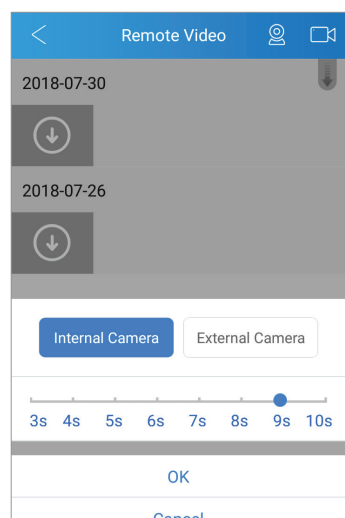 Remote Video
2018-07-30
2018-07-26
Internal Camera External Camera
3s 4s 5s 6s 7s 8s 9s 10s
OK
Cancel